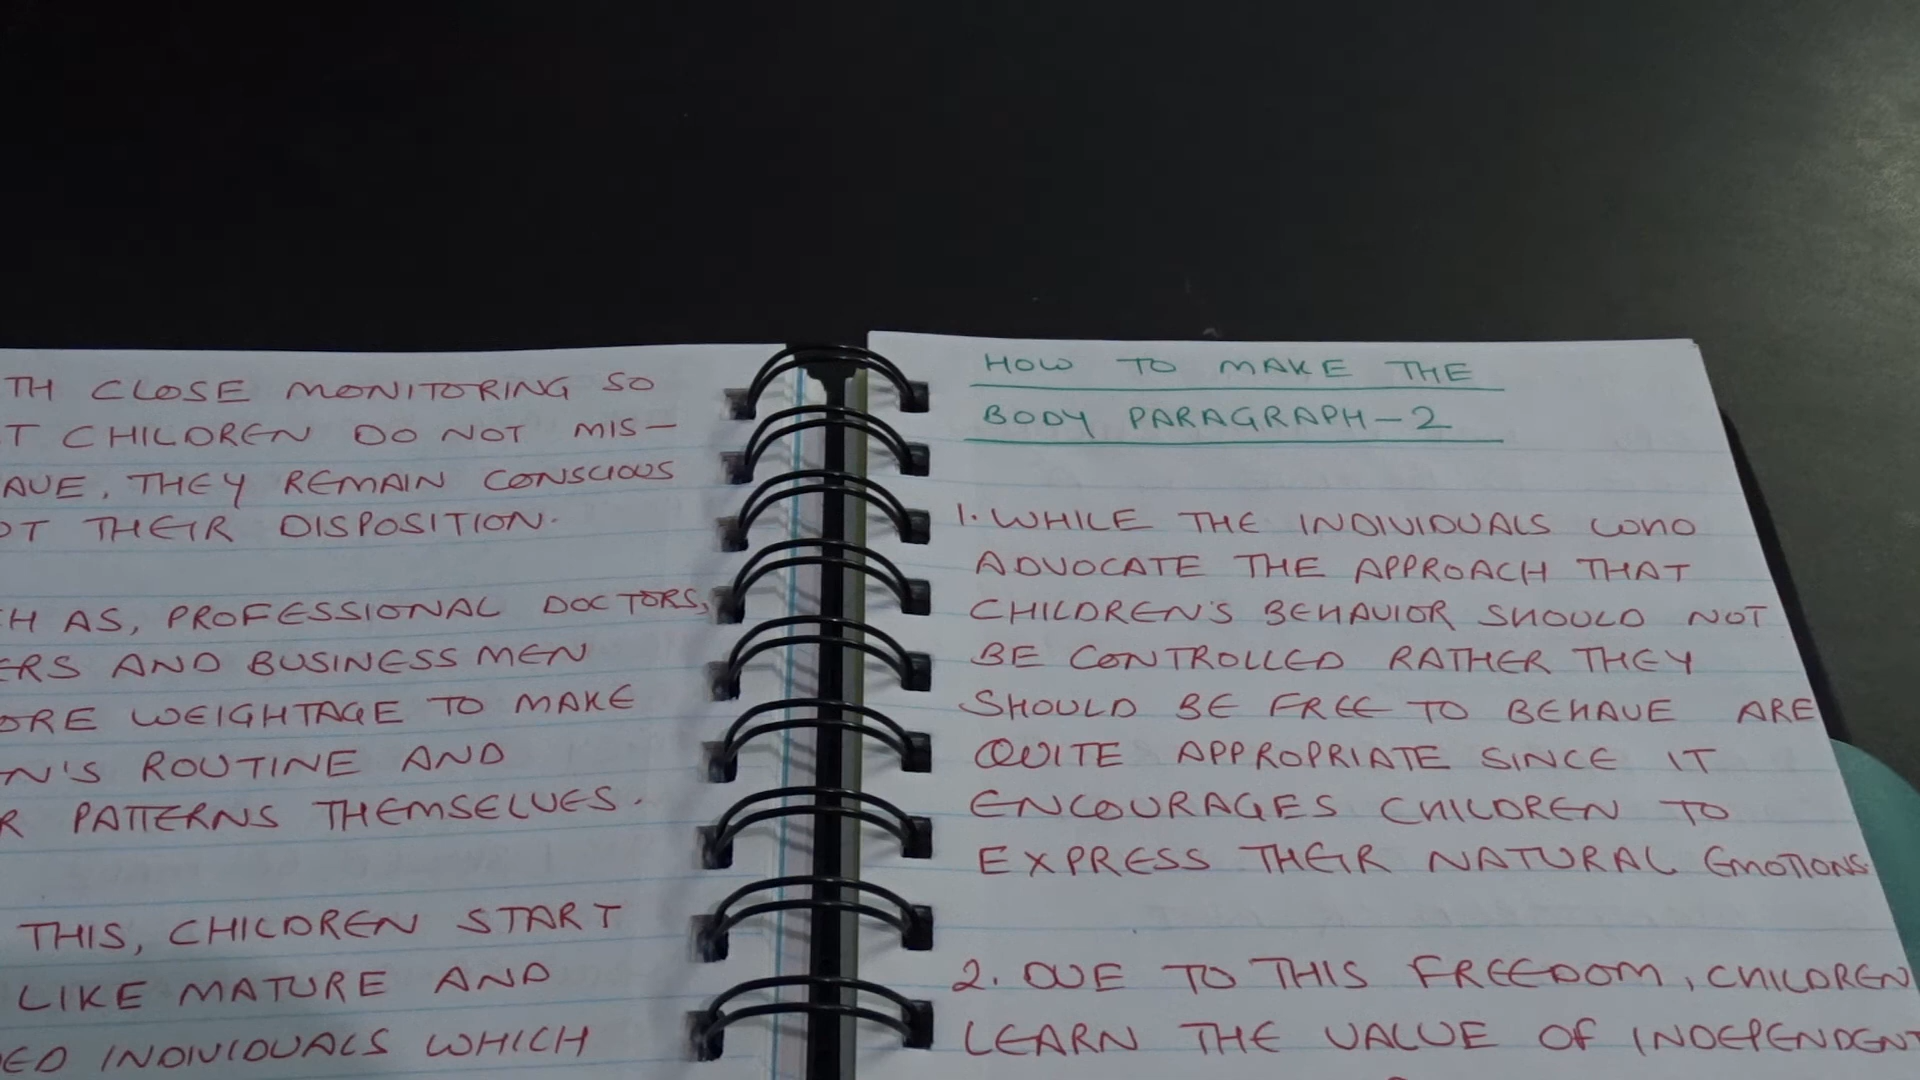 TH CLOSE MONITORING SO
T CHILDREN DO NOT MIS-
AVE, THEY REMAIN CONSCIOUS
OT THEIR DISPOSITION.
H AS, PROFESSIONAL DOCTORS,
ERS AND BUSINESS MEN
ORE WEIGHTAGE TO MAKE
N'S ROUTINE AND
R PATTERNS THEMSELVES.
THIS, CHILDREN START
LIKE MATURE AND
ED INDIVIDUALS WHICH
HOW TO MAKE THE
BODY PARAGRAPH-2
1. WHILE THE INDIVIDUALS WHO
ADVOCATE THE APPROACH THAT
CHILDREN'S BEHAVIOR SHOULD NOT
BE CONTROLLED RATHER THEY
SHOULD BE FREE TO BEHAVE ARE
QUITE APPROPRIATE SINCE IT
ENCOURAGES CHILDREN TO
EXPRESS THEIR NATURAL EMOTIONS.
2. DUE TO THIS FREEDOM, CHILDREN
LEARN THE VALUE OF INDEPENDENT